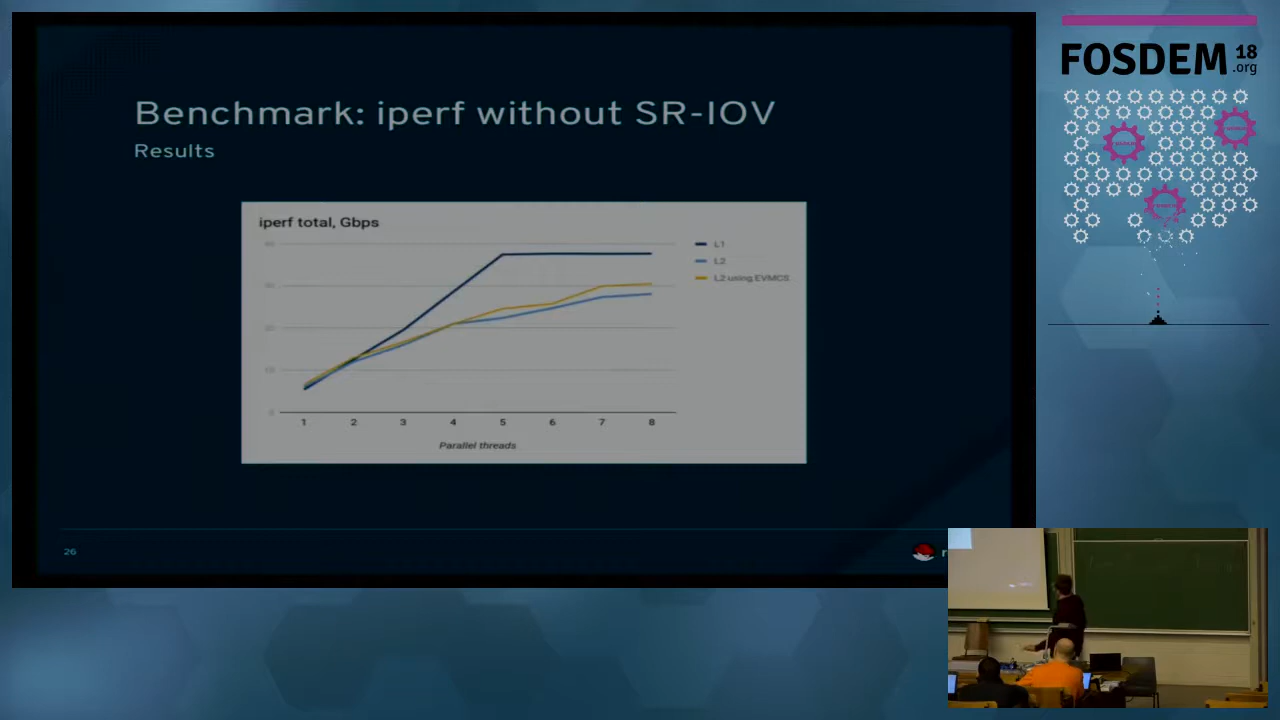 Benchmark: iperf without SR-IOV
Results
iperf total, Gbps
L1
L2
L2 using EVMCS
0
1 2 3 4 5 6 7 8
Parallel threads
26
FOSDEM 18
.org